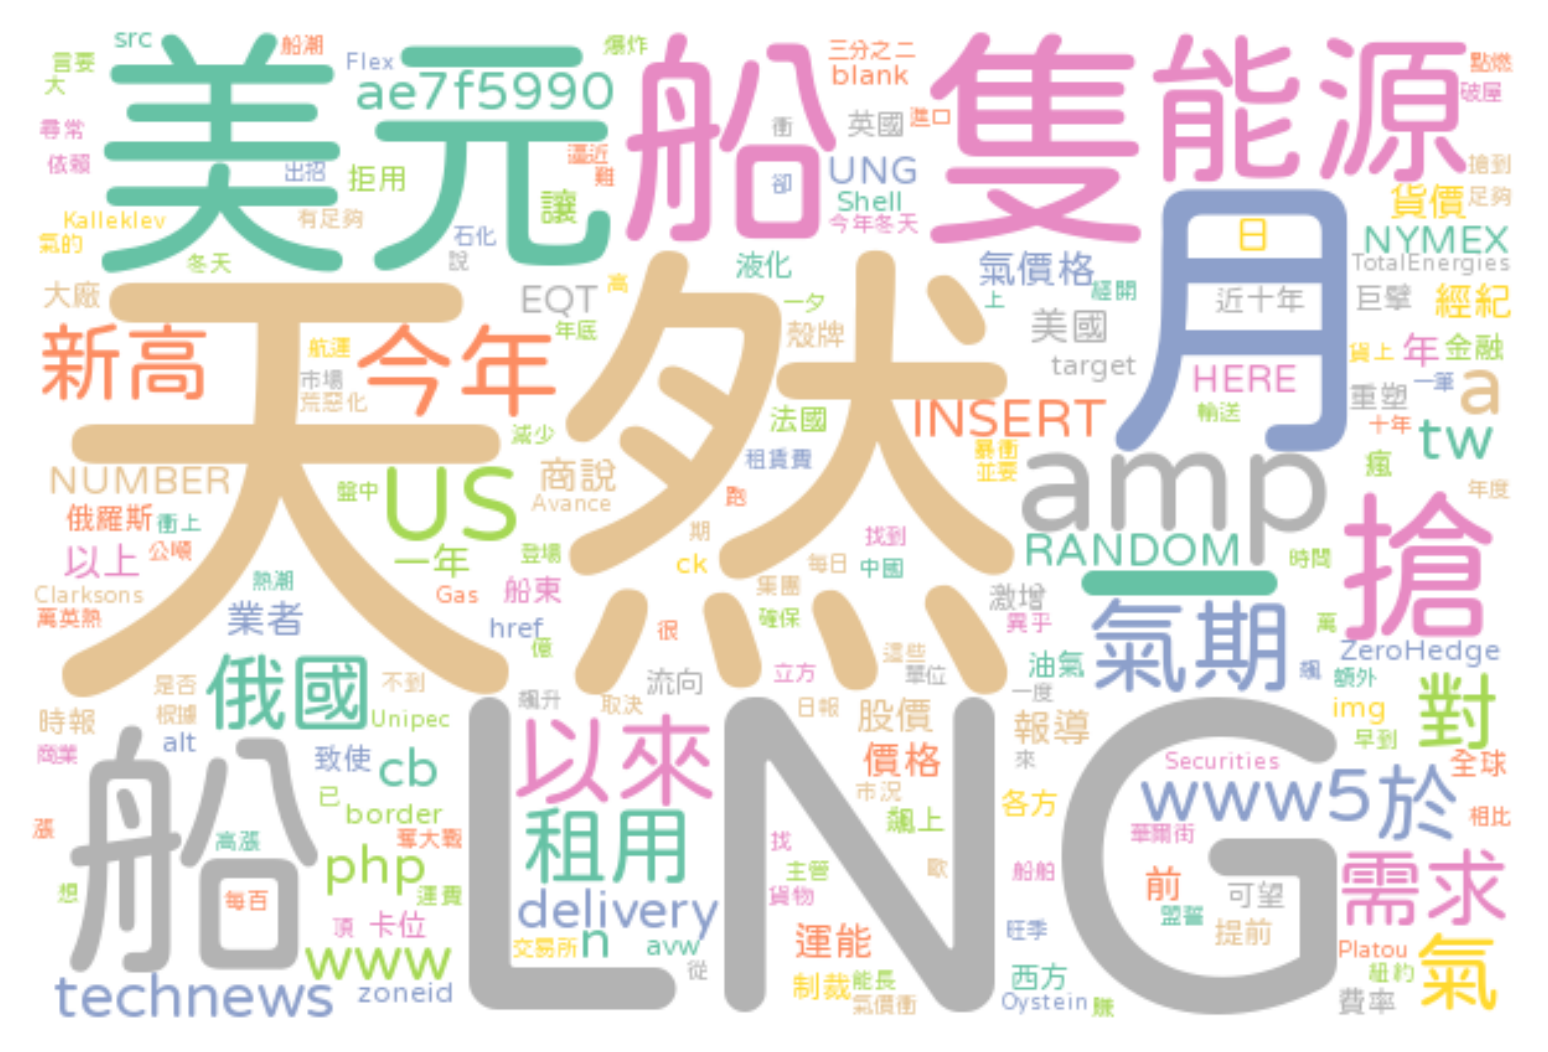 src
船潮
Flex
爆炸
三分之二
點燃
言要
大
美元
ae7f5990
船
blank
隻能源
破屋
尋常
衝
英國
進口
依賴
出招
拒用
逼近
難
卻
UNG
搶到
讓
Shell
貨價
足夠
Kalleklev
有足夠
今年冬天
月
日
氣的
石化
說
NYMEX
冬天
液化
氣價格
TotalEnergies
大廠
EQT
高
一夕
上
經開
近十年
巨擘
經紀
年底
殼牌
美國
新高
航運
今年
天然
貨上
年
金融
市場
target
HERE
一筆
a
荒惡化
重塑
減少
法國
INSERT
輸送
十年
tw
NUMBER
商說
租賃費
暴衝
並要
amp
瘋
盤中
US
Avance
跑
年度
俄羅斯
衝上
期
找到
搶
以上
公噸
一年
登場
ck
每日
中國
RANDOM
時間
熱潮
集團
Clarksons
Gas
船東
激增
萬英熱
業者
href
很
確保
異乎
氣期
萬
億
ZeroHedge
俄國
這些
油氣
飆
額外
是否
不到
流向
立方
單位
一度
對
時報
根據
Unipec
飆升
取決
日報
股價
報導
img
早到
商業
alt
致使
cb
以來
LNG
價格
來
Securities
全球
船
已
border
市況
各方
www5
於
漲
高漲
奪大戰
租用
飆上
華爾街
相比
php
找
主管
歐
船舶
前
可望
需求
想
每百
運費
delivery
貨物
頂
卡位
盟誓
提前
www
交易所
n
avw
運能
旺季
Platou
氣
technews
zoneid
從
制裁
能長
西方
紐約
氣價衝
Oystein
賺
費率